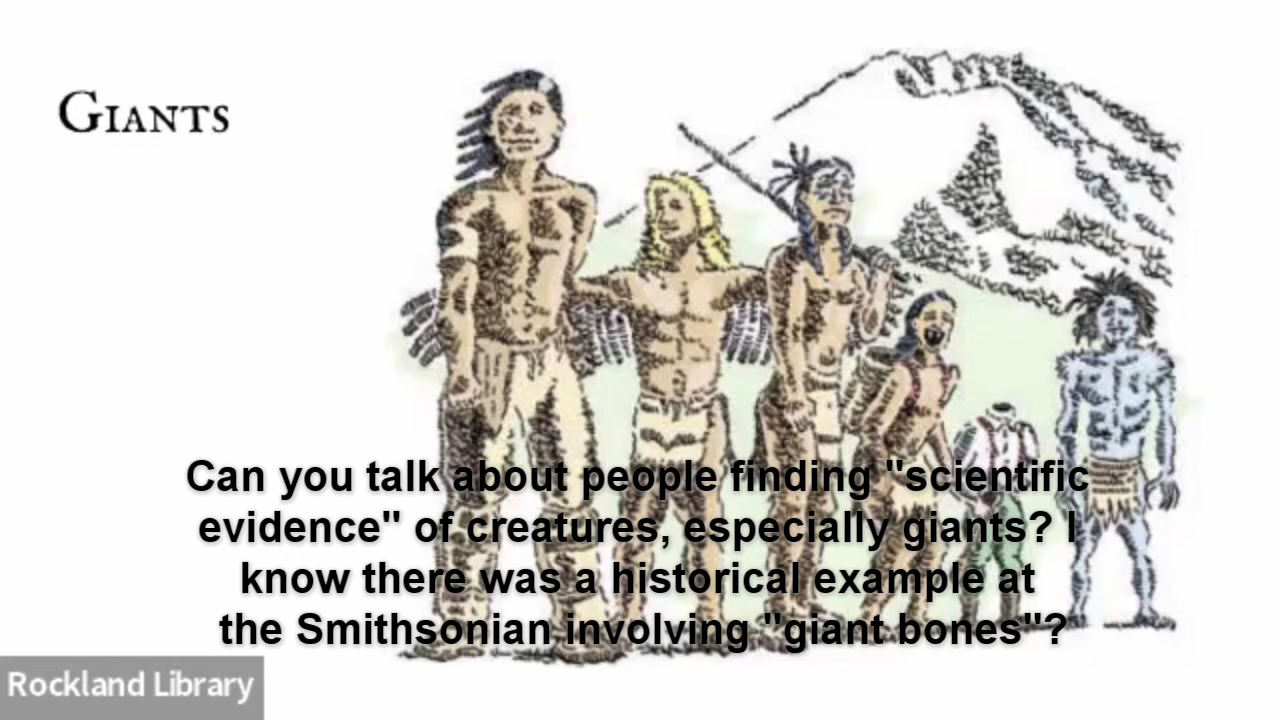 GIANTS
Can you talk about people finding "scientific
evidence" of creatures, especially giants? I
know there was a historical example at
the Smithsonian involving "giant bones"?
Rockland Library